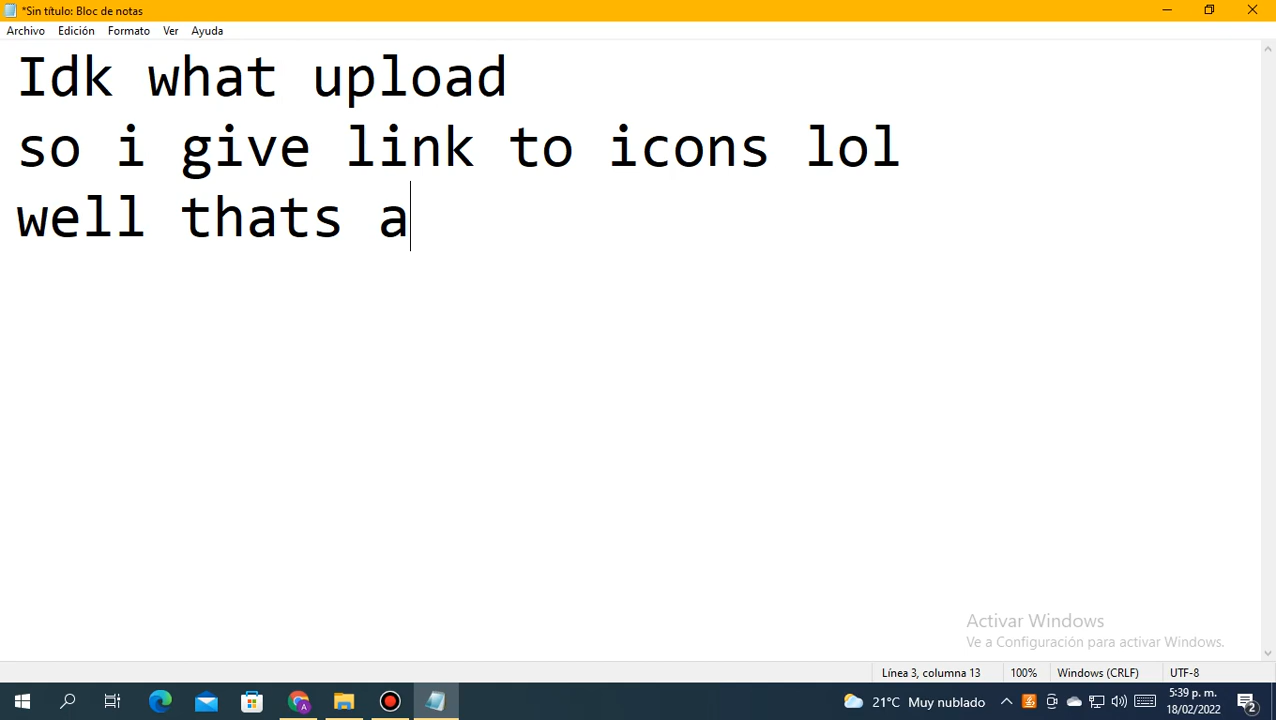 *Sin título: Bloc de notas
Archivo Edición Formato Ver Ayuda
Idk what upload
so i give link to icons lol
well thats a
Activar Windows
Ve a Configuración para activar Windows.
Línea 3, columna 13 100% Windows (CRLF) UTF-8
A 21°C Muy nublado 5:39 p. m.
18/02/2022 2